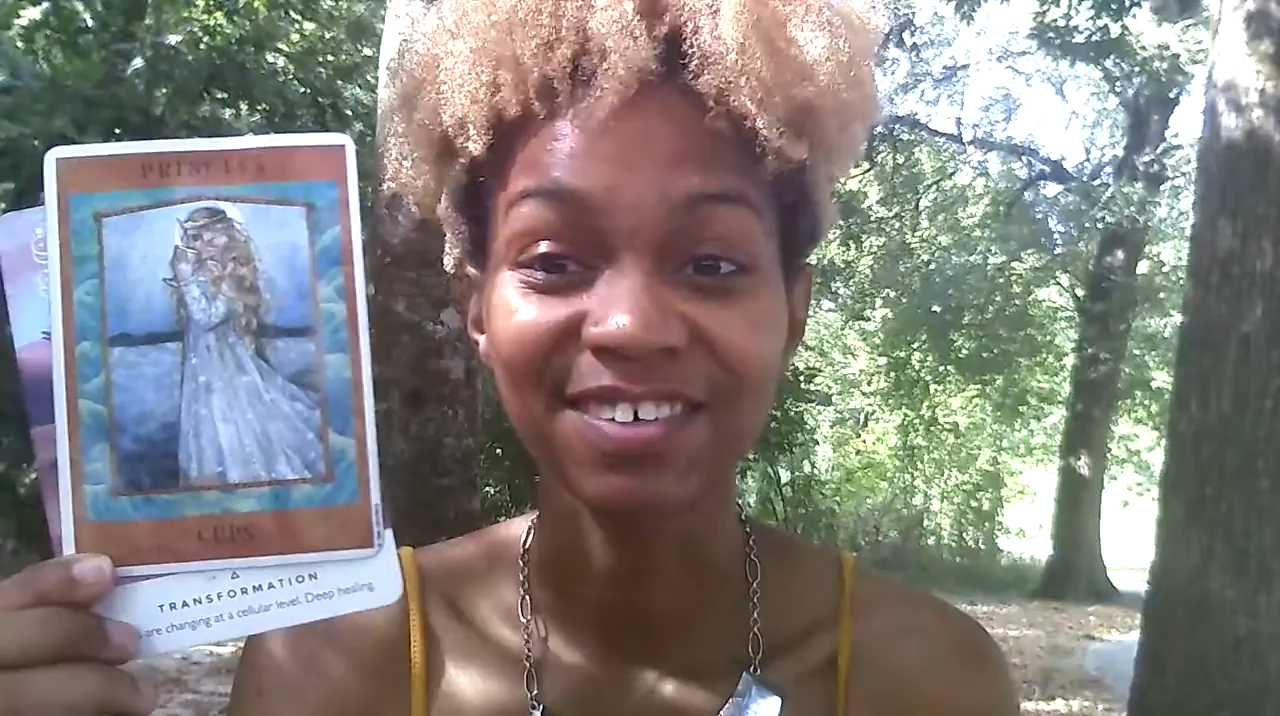 PRINCESS
CUPS
TRANSFORMATION
are changing at a cellular level. Deep healing.